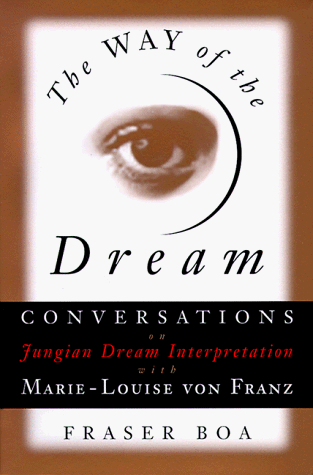 The WAY of the
Dream
CONVERSATIONS
on
Jungian Dream Interpretation
with
MARIE-LOUISE VON FRANZ
FRASER BOA